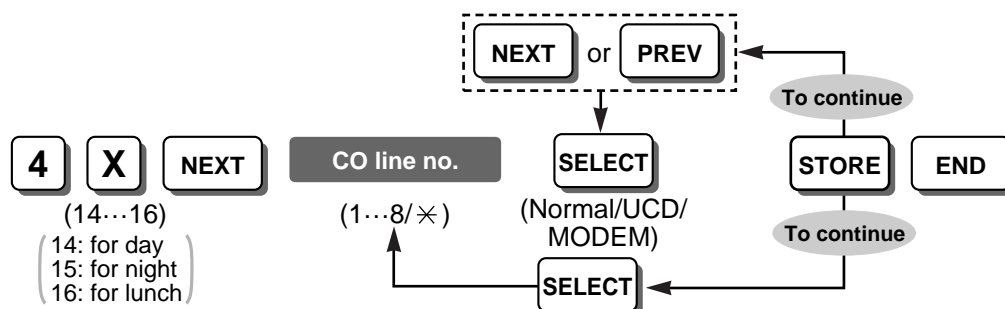 NEXT or PREV
To continue
4 X NEXT CO line no. SELECT STORE END
(14···16) (1···8/✳) (Normal/UCD/
MODEM)
To continue
14: for day
15: for night
16: for lunch
SELECT